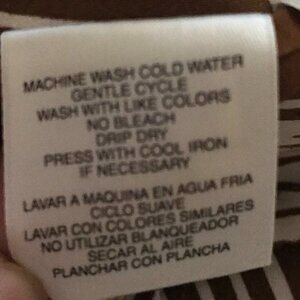 MACHINE WASH COLD WATER
GENTLE CYCLE
WASH WITH LIKE COLORS
NO BLEACH
DRIP DRY
PRESS WITH COOL IRON
IF NECESSARY
LAVAR A MAQUINA EN AGUA FRIA
CICLO SUAVE
LAVAR CON COLORES SIMILARES
NO UTILIZAR BLANQUEADOR
SECAR AL AIRE
PLANCHAR CON PLANCHA